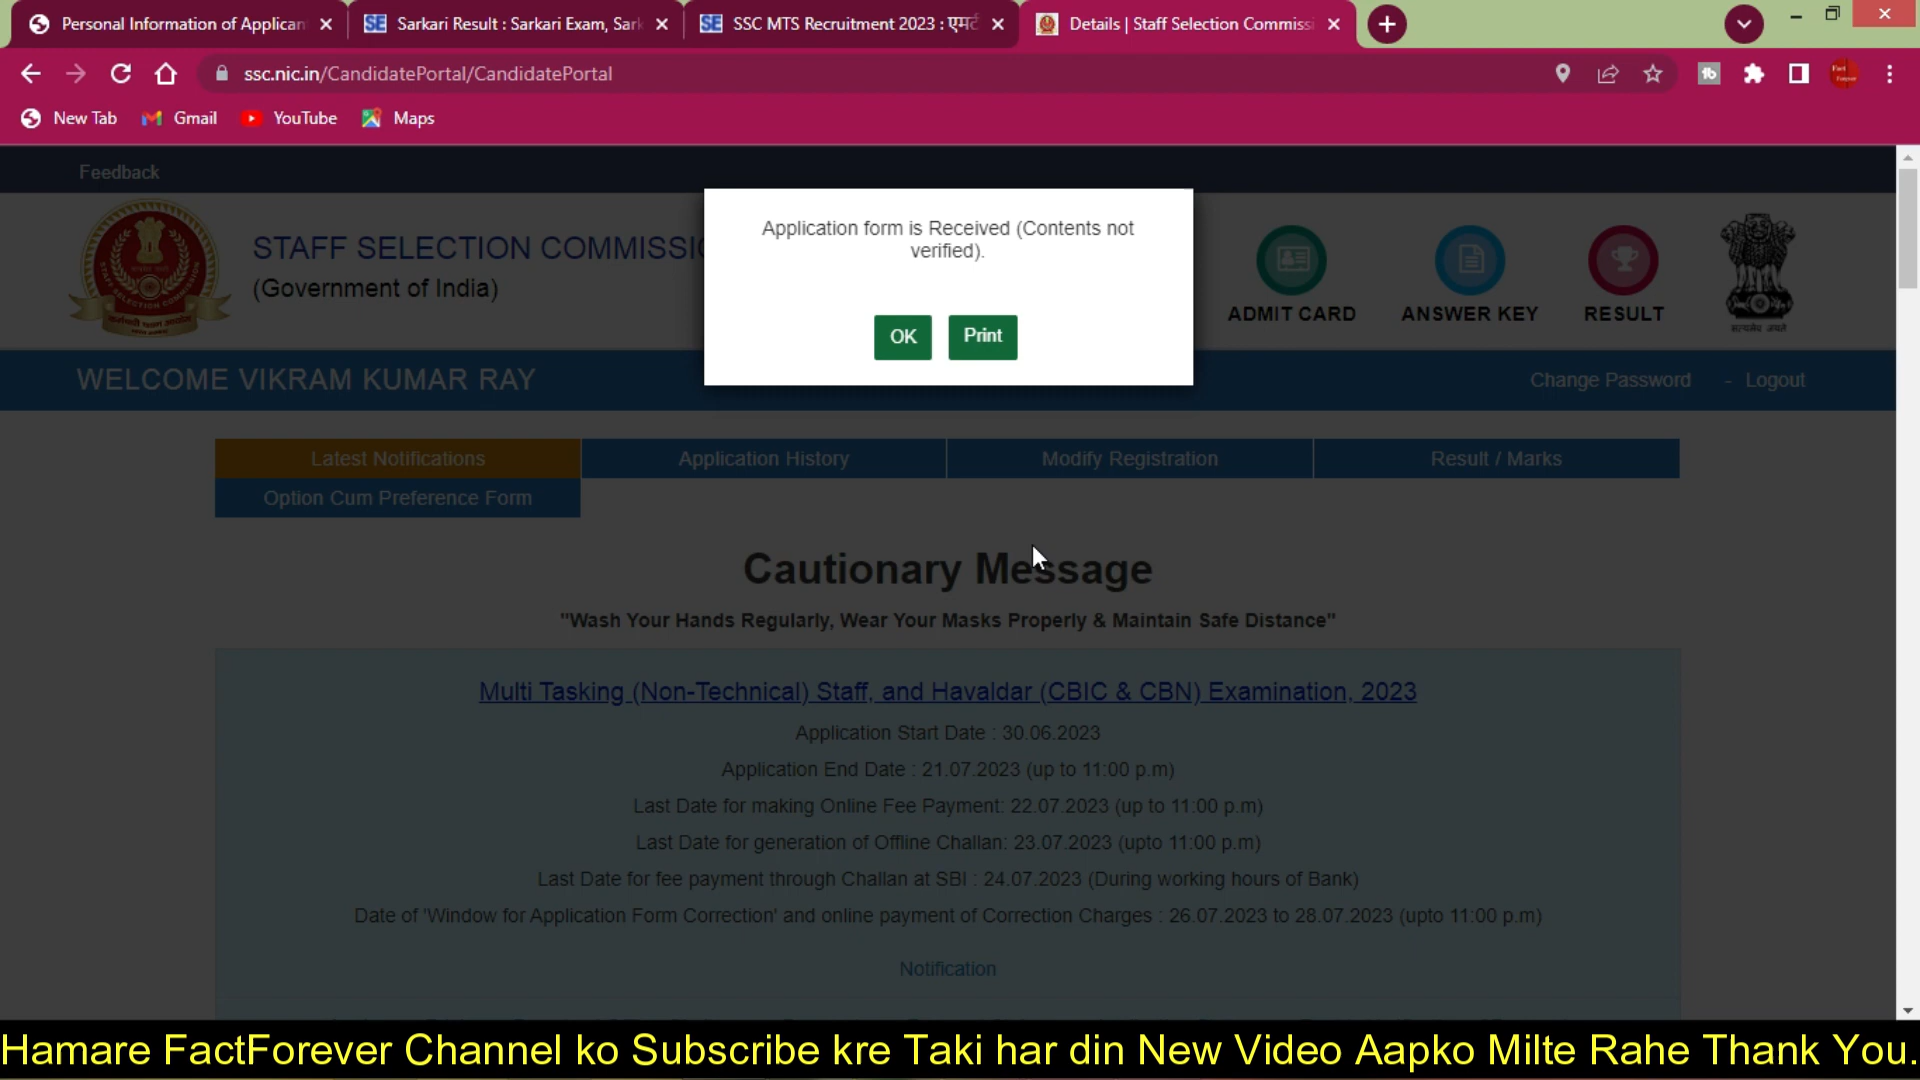 Personal Information of Applican
Sarkari Result : Sarkari Exam, Sark
SSC MTS Recruitment 2023 : एमटी
Details | Staff Selection Commissi
ssc.nic.in/CandidatePortal/CandidatePortal
New Tab
Gmail
YouTube
Maps
Feedback
STAFF SELECTION COMMISSIO
(Government of India)
Application form is Received (Contents not
verified).
OK
Print
ADMIT CARD
ANSWER KEY
RESULT
सत्यमेव जयते
WELCOME VIKRAM KUMAR RAY
Change Password - Logout
Latest Notifications
Application History
Modify Registration
Result / Marks
Option Cum Preference Form
Cautionary Message
"Wash Your Hands Regularly, Wear Your Masks Properly & Maintain Safe Distance"
Multi Tasking (Non-Technical) Staff, and Havaldar (CBIC & CBN) Examination, 2023
Application Start Date : 30.06.2023
Application End Date : 21.07.2023 (up to 11:00 p.m)
Last Date for making Online Fee Payment: 22.07.2023 (up to 11:00 p.m)
Last Date for generation of Offline Challan: 23.07.2023 (upto 11:00 p.m)
Last Date for fee payment through Challan at SBI : 24.07.2023 (During working hours of Bank)
Date of 'Window for Application Form Correction' and online payment of Correction Charges : 26.07.2023 to 28.07.2023 (upto 11:00 p.m)
Notification
Hamare FactForever Channel ko Subscribe kre Taki har din New Video Aapko Milte Rahe Thank You.